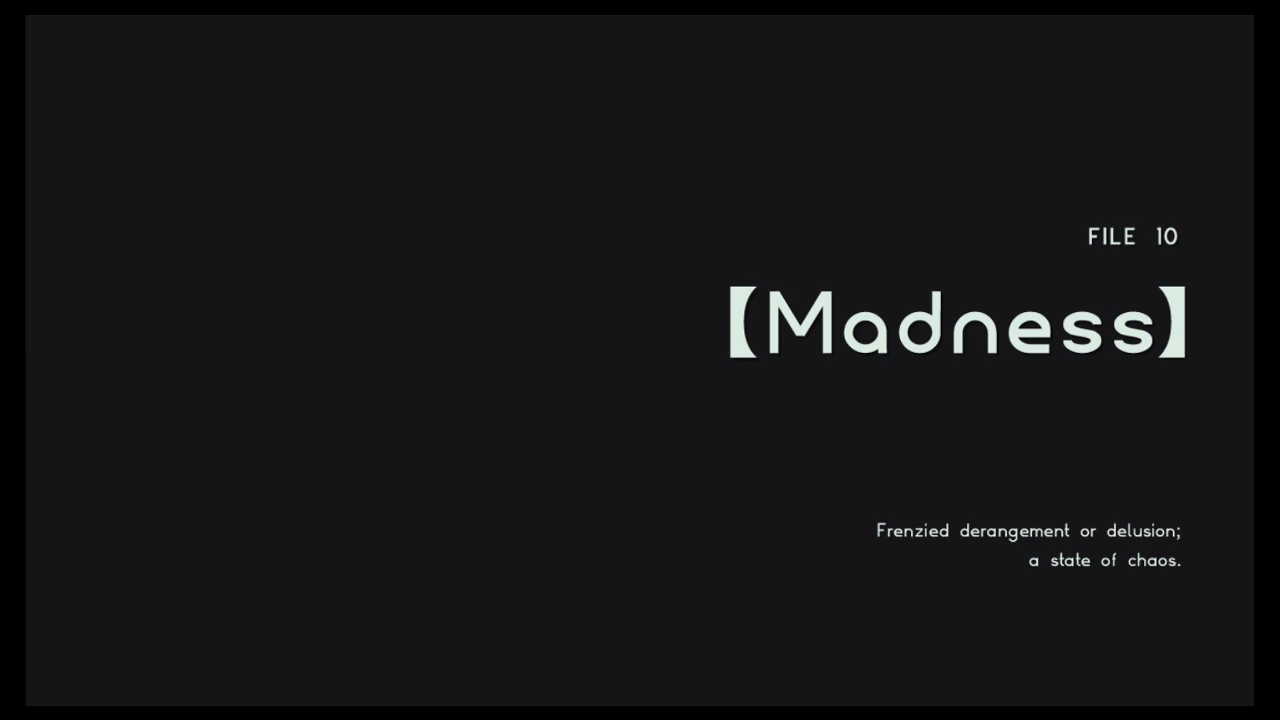 FILE 10
【Madness】
Frenzied derangement or delusion;
a state of chaos.